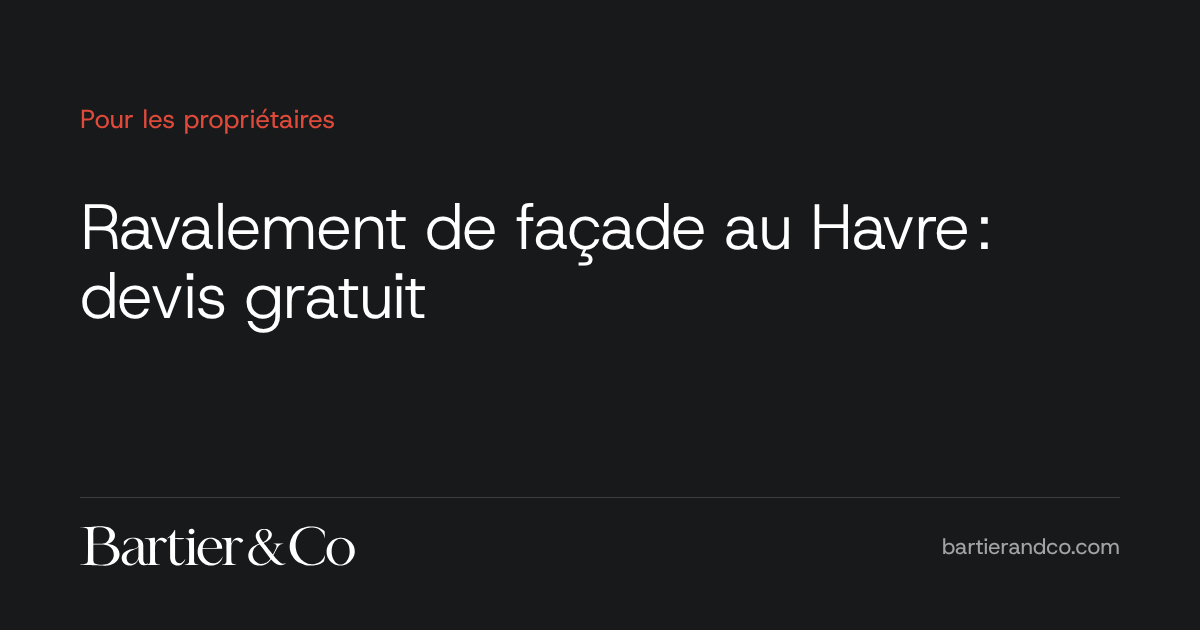 Pour les propriétaires
Ravalement de façade au Havre :
devis gratuit
Bartier & Co
bartierandco.com